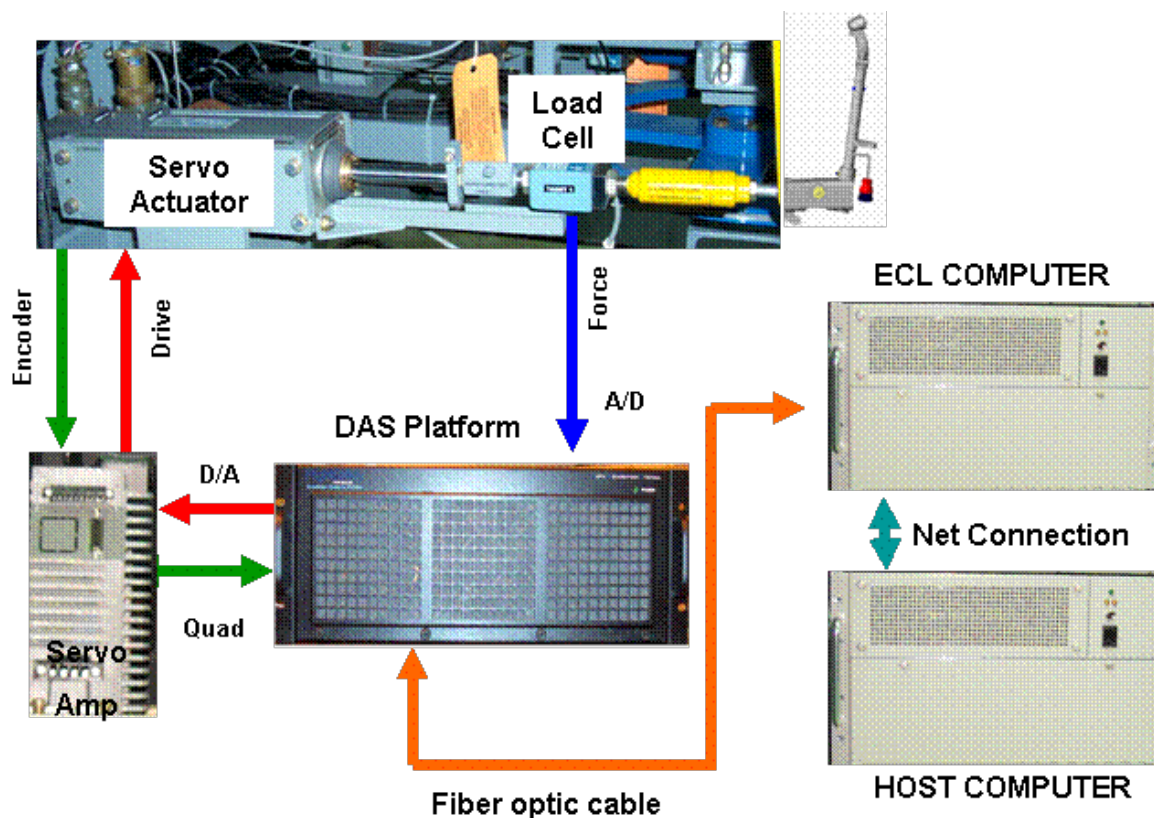 Load
Cell
Servo
Actuator
Encoder
Drive
Force
A/D
ECL COMPUTER
DAS Platform
D/A
Quad
Servo
Amp
Net Connection
Fiber optic cable
HOST COMPUTER